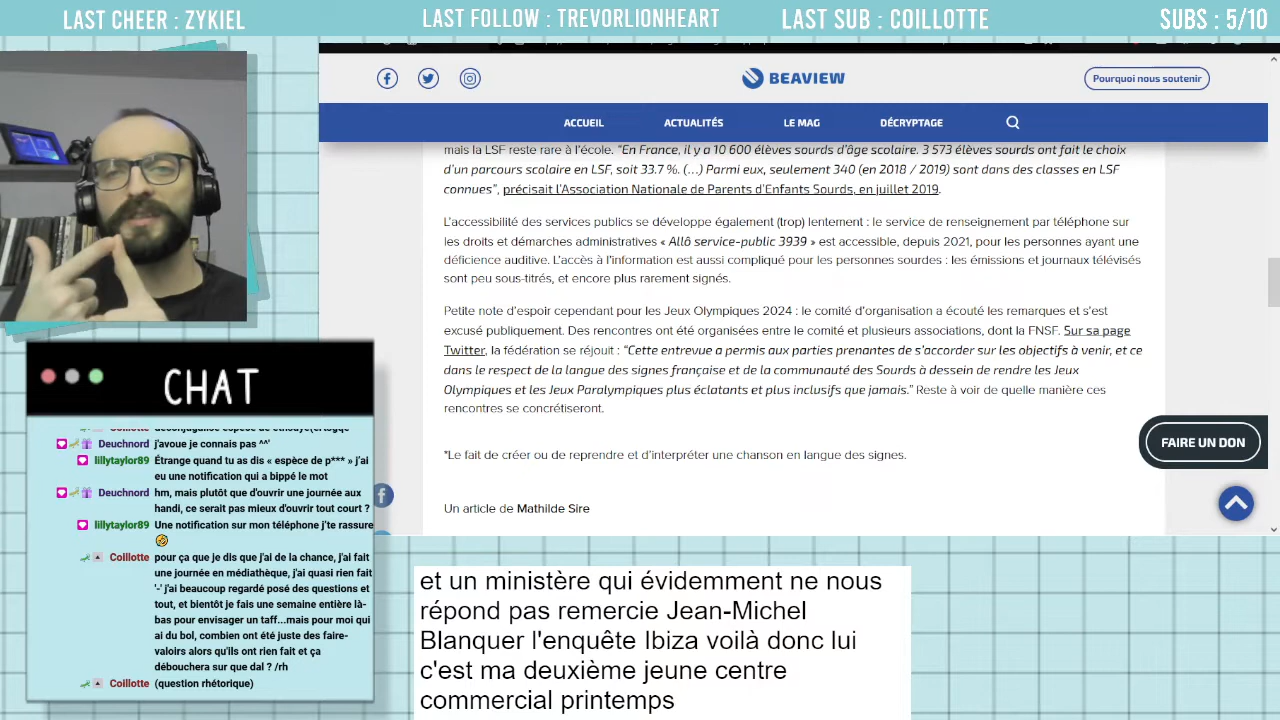 LAST CHEER : ZYKIEL
LAST FOLLOW : TREVORLIONHEART
LAST SUB : COILLOTTE
SUBS : 5/10
BEAVIEW
Pourquoi nous soutenir
ACCUEIL
ACTUALITÉS
LE MAG
DÉCRYPTAGE
mais la LSF reste rare à l'école. “En France, il y a 10 600 élèves sourds d'âge scolaire. 3 573 élèves sourds ont fait le choix
d'un parcours scolaire en LSF, soit 33.7 %. (…) Parmi eux, seulement 340 (en 2018 / 2019) sont dans des classes en LSF
connues”, précisait l'Association Nationale de Parents d'Enfants Sourds, en juillet 2019.
L'accessibilité des services publics se développe également (trop) lentement : le service de renseignement par téléphone sur
les droits et démarches administratives « Allô service-public 3939 » est accessible, depuis 2021, pour les personnes ayant une
déficience auditive. L'accès à l'information est aussi compliqué pour les personnes sourdes : les émissions et journaux télévisés
sont peu sous-titrés, et encore plus rarement signés.
Petite note d'espoir cependant pour les Jeux Olympiques 2024 : le comité d'organisation a écouté les remarques et s'est
excusé publiquement. Des rencontres ont été organisées entre le comité et plusieurs associations, dont la FNSF. Sur sa page
Twitter, la fédération se réjouit : “Cette entrevue a permis aux parties prenantes de s'accorder sur les objectifs à venir, et ce
dans le respect de la langue des signes française et de la communauté des Sourds à dessein de rendre les Jeux
Olympiques et les Jeux Paralympiques plus éclatants et plus inclusifs que jamais.” Reste à voir de quelle manière ces
rencontres se concrétiseront.
*Le fait de créer ou de reprendre et d'interpréter une chanson en langue des signes.
Un article de Mathilde Sire
FAIRE UN DON
CHAT
Deuchnord j'avoue je connais pas ^^'
lillytaylor89 Étrange quand tu as dis « espèce de p*** » j'ai
eu une notification qui a bippé le mot
Deuchnord hm, mais plutôt que d'ouvrir une journée aux
handi, ce serait pas mieux d'ouvrir tout court ?
lillytaylor89 Une notification sur mon téléphone j'te rassure
Coillotte pour ça que je dis que j'ai de la chance, j'ai fait
une journée en médiathèque, j'ai quasi rien fait
'-' j'ai beaucoup regardé posé des questions et
tout, et bientôt je fais une semaine entière là-
bas pour envisager un taff...mais pour moi qui
ai du bol, combien ont été juste des faire-
valoirs alors qu'ils ont rien fait et ça
débouchera sur que dal ? /rh
Coillotte (question rhétorique)
et un ministère qui évidemment ne nous
répond pas remercie Jean-Michel
Blanquer l'enquête Ibiza voilà donc lui
c'est ma deuxième jeune centre
commercial printemps